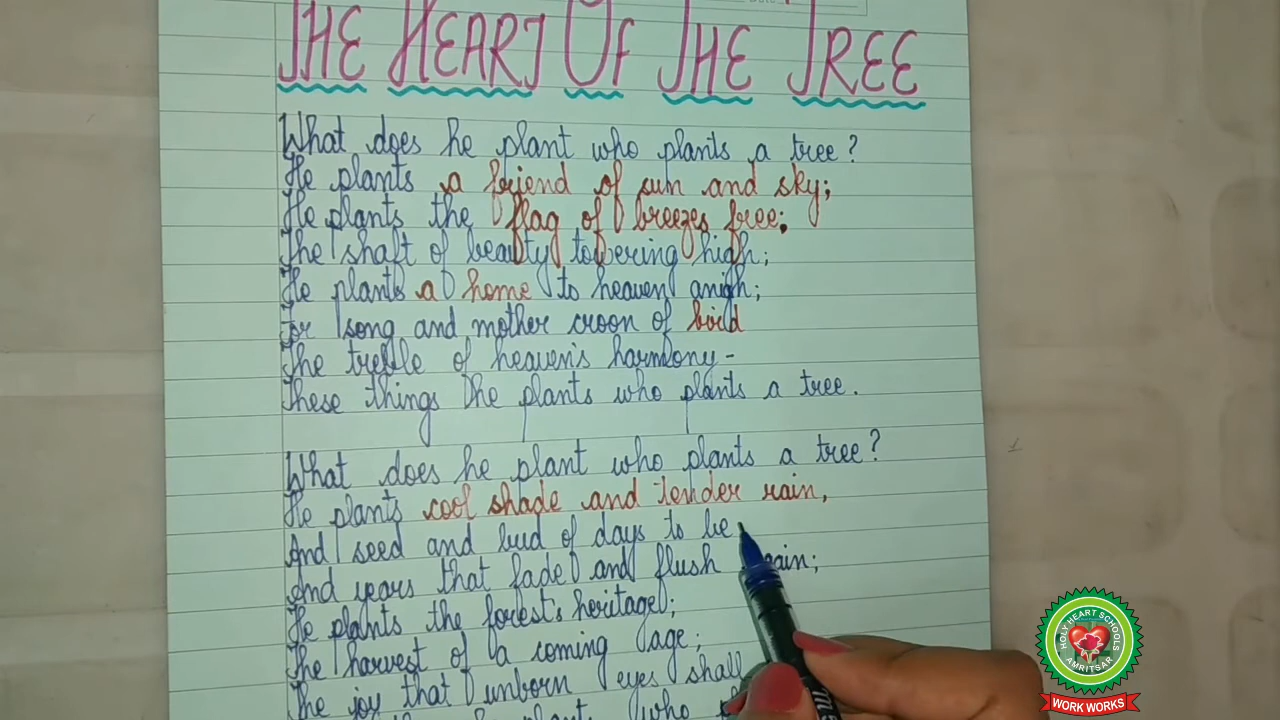 THE HEART OF THE TREE
What does he plant who plants a tree?
He plants a friend of sun and sky;
He plants the flag of breezes free;
The shaft of beauty towering high;
He plants a home to heaven anigh;
For song and mother croon of bird
The treble of heaven's harmony-
These things he plants who plants a tree.
What does he plant who plants a tree?
He plants cool shade and tender rain,
And seed and bud of days to be
And years that fade and flush again;
He plants the forest's heritage;
The harvest of a coming age;
The joy that unborn eyes shall
plant who
HOLY HEART SCHOOLS
AMRITSAR
WORK WORKS